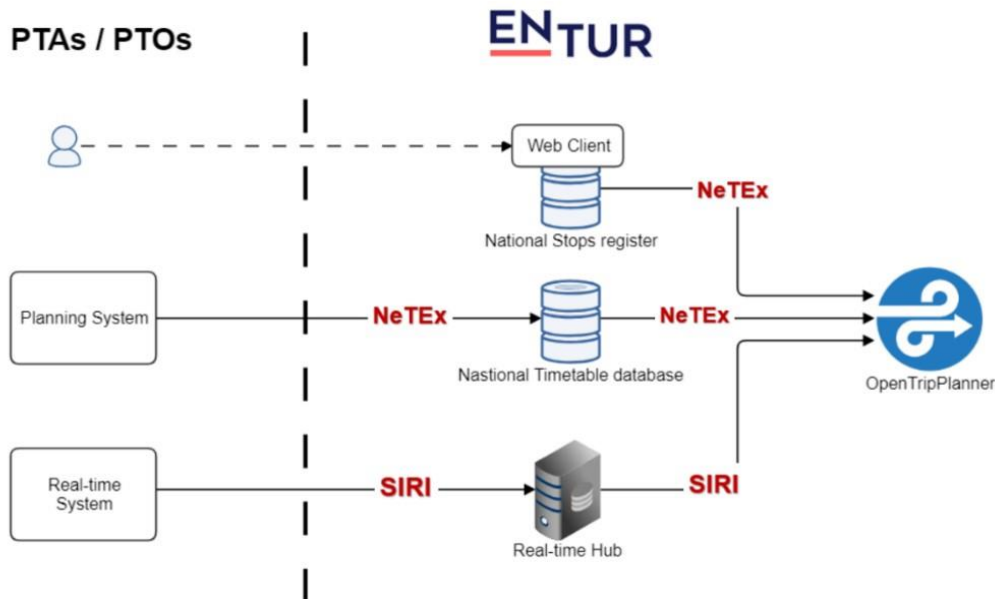 PTAs / PTOs
ENTUR
Web Client
NeTEx
National Stops register
Planning System
NeTEx
NeTEx
Nastional Timetable database
OpenTripPlanner
Real-time
System
SIRI
SIRI
Real-time Hub